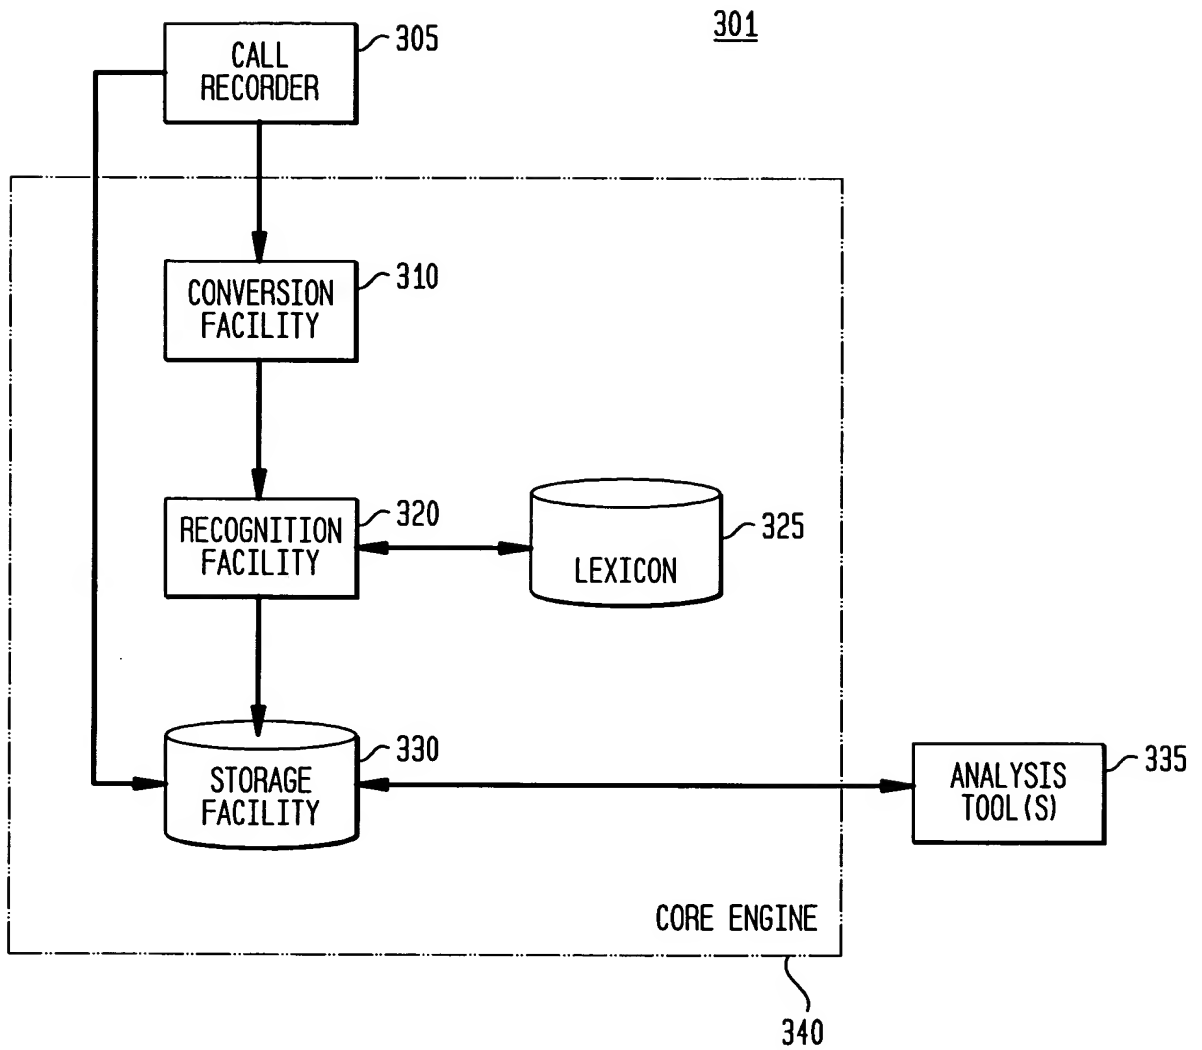 301
CALL
RECORDER
305
CONVERSION
FACILITY
310
RECOGNITION
FACILITY
320
LEXICON
325
STORAGE
FACILITY
330
ANALYSIS
TOOL(S)
335
CORE ENGINE
340